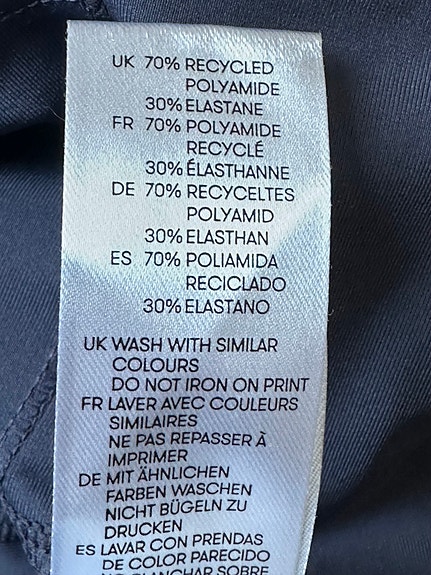 UK 70% RECYCLED
POLYAMIDE
30% ELASTANE
FR 70% POLYAMIDE
RECYCLÉ
30% ÉLASTHANNE
DE 70% RECYCELTES
POLYAMID
30% ELASTHAN
ES 70% POLIAMIDA
RECICLADO
30% ELASTANO
UK WASH WITH SIMILAR
COLOURS
DO NOT IRON ON PRINT
FR LAVER AVEC COULEURS
SIMILAIRES
NE PAS REPASSER À
IMPRIMER
DE MIT ÄHNLICHEN
FARBEN WASCHEN
NICHT BÜGELN ZU
DRUCKEN
ES LAVAR CON PRENDAS
DE COLOR PARECIDO
NO PLANCHAR SOBRE